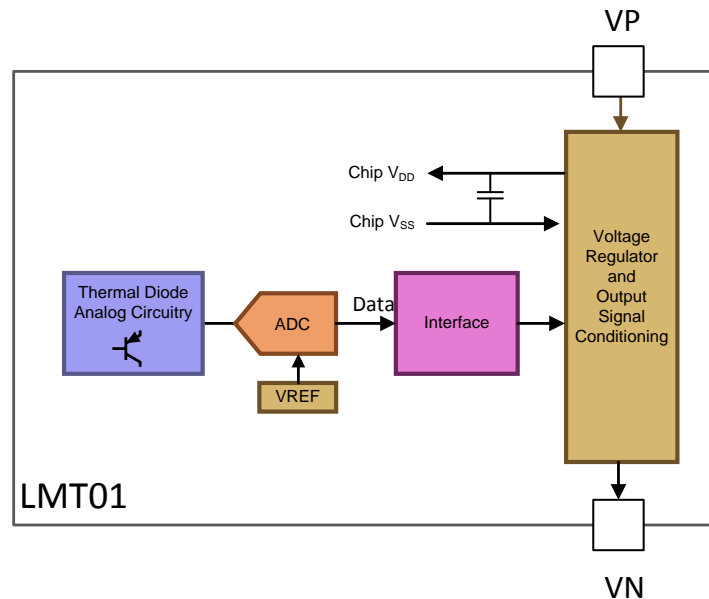 VP
Chip VDD
Chip VSS
Voltage
Regulator
and
Output
Signal
Conditioning
Thermal Diode
Analog Circuitry
ADC
Data
Interface
VREF
LMT01
VN